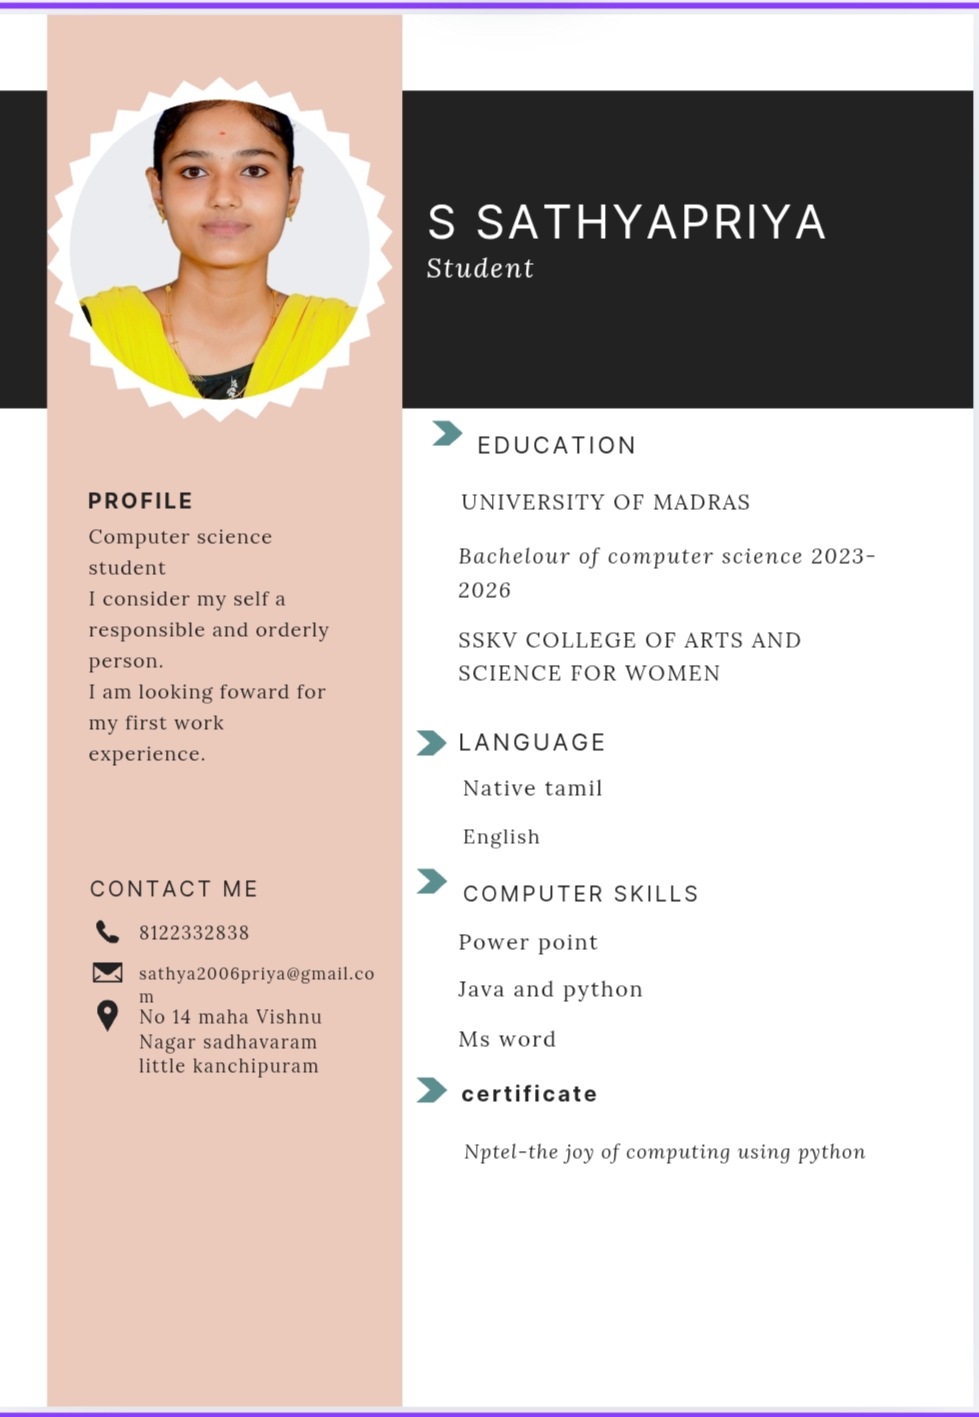 S SATHYAPRIYA
Student
PROFILE
Computer science
student
I consider my self a
responsible and orderly
person.
I am looking foward for
my first work
experience.
CONTACT ME
8122332838
sathya2006priya@gmail.co
m
No 14 maha Vishnu
Nagar sadhavaram
little kanchipuram
EDUCATION
UNIVERSITY OF MADRAS
Bachelour of computer science 2023-
2026
SSKV COLLEGE OF ARTS AND
SCIENCE FOR WOMEN
LANGUAGE
Native tamil
English
COMPUTER SKILLS
Power point
Java and python
Ms word
certificate
Nptel-the joy of computing using python